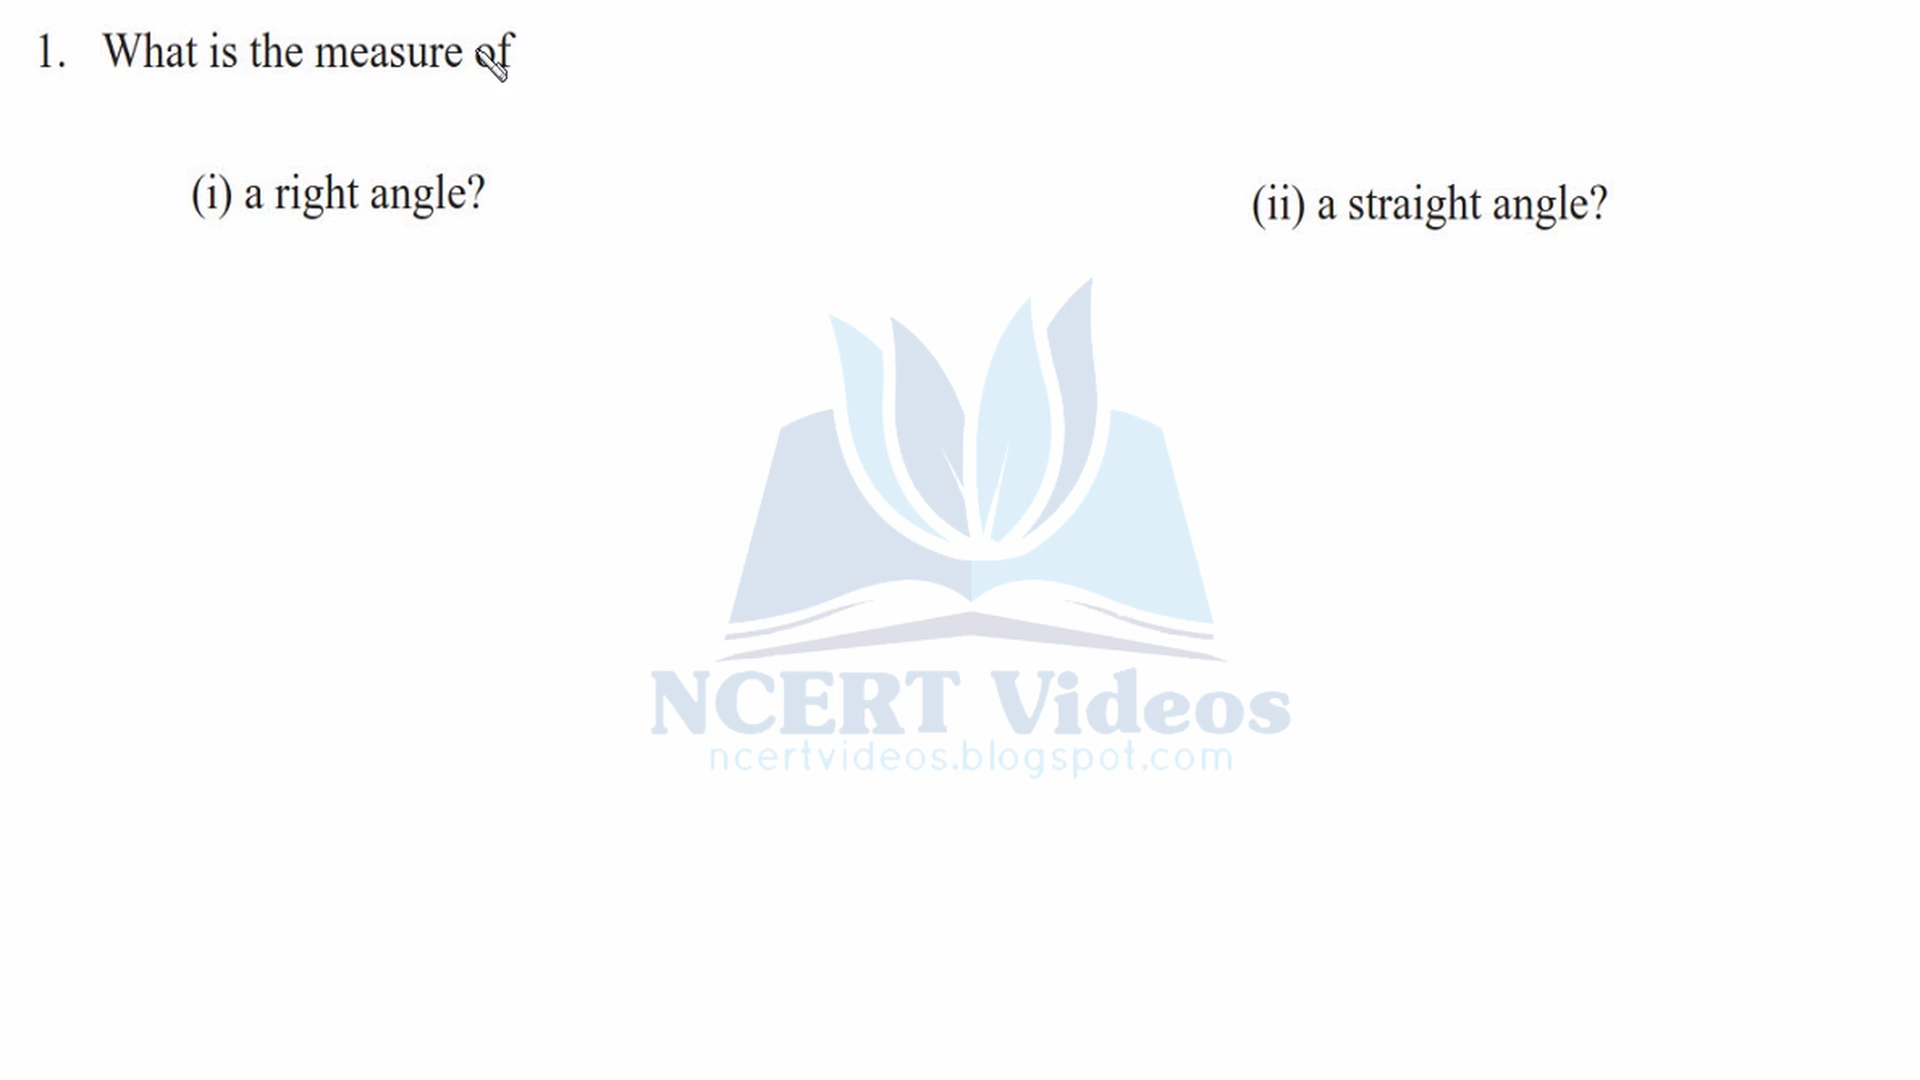 1. What is the measure of
(i) a right angle?
(ii) a straight angle?
NCERT Videos
ncertvideos.blogspot.com